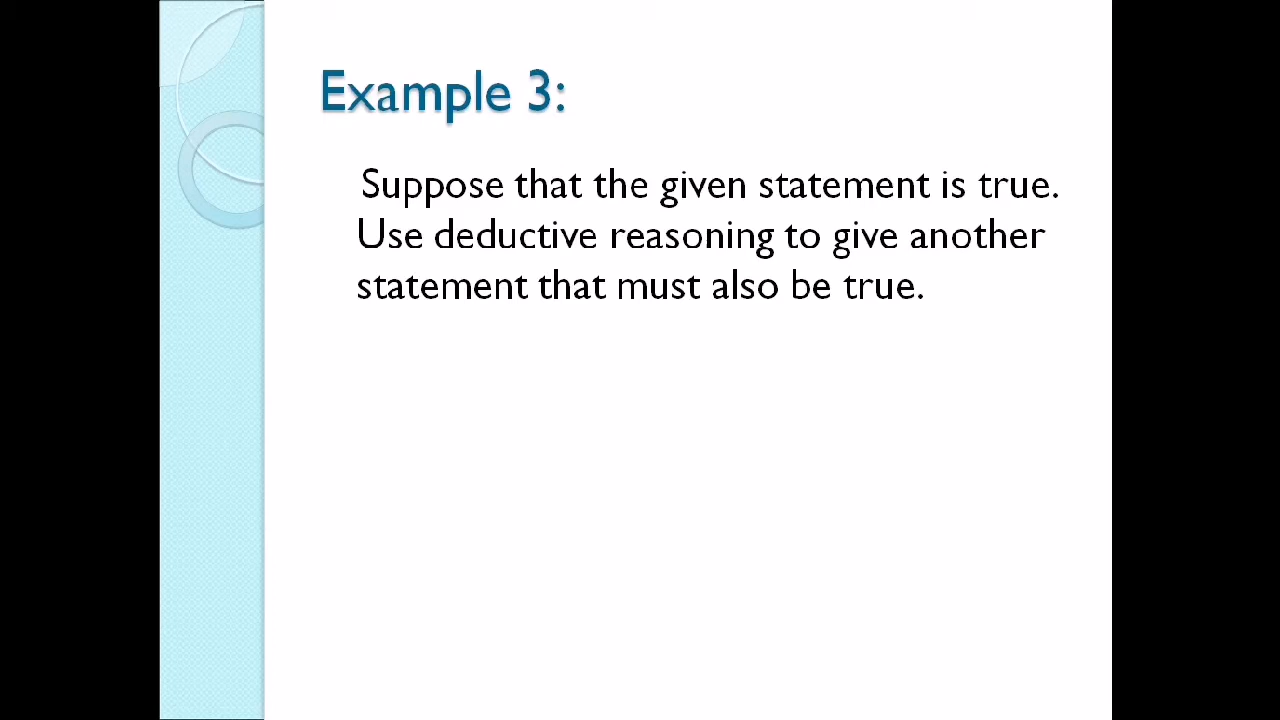 Example 3:
Suppose that the given statement is true.
Use deductive reasoning to give another
statement that must also be true.